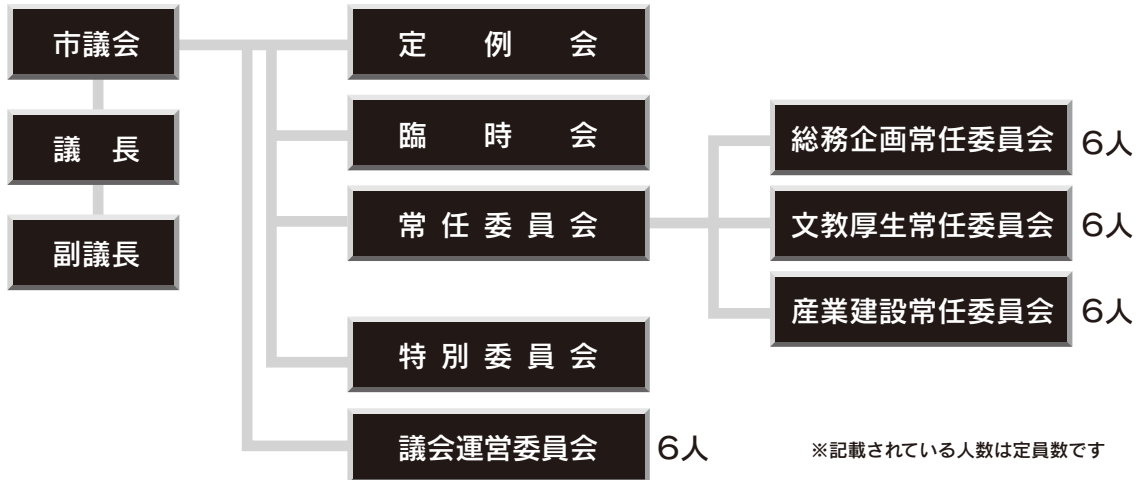 市議会
議 長
副議長
定 例 会
臨 時 会
常 任 委 員 会
特 別 委 員 会
議会運営委員会 6人
総務企画常任委員会 6人
文教厚生常任委員会 6人
産業建設常任委員会 6人
※記載されている人数は定員数です